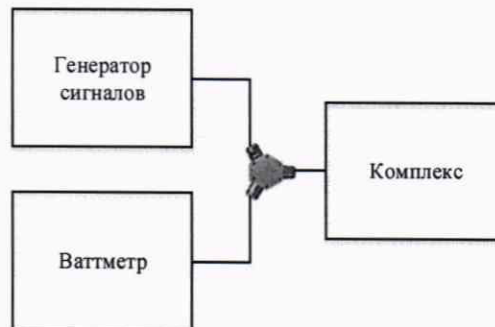 Генератор
сигналов
Комплекс
Ваттметр